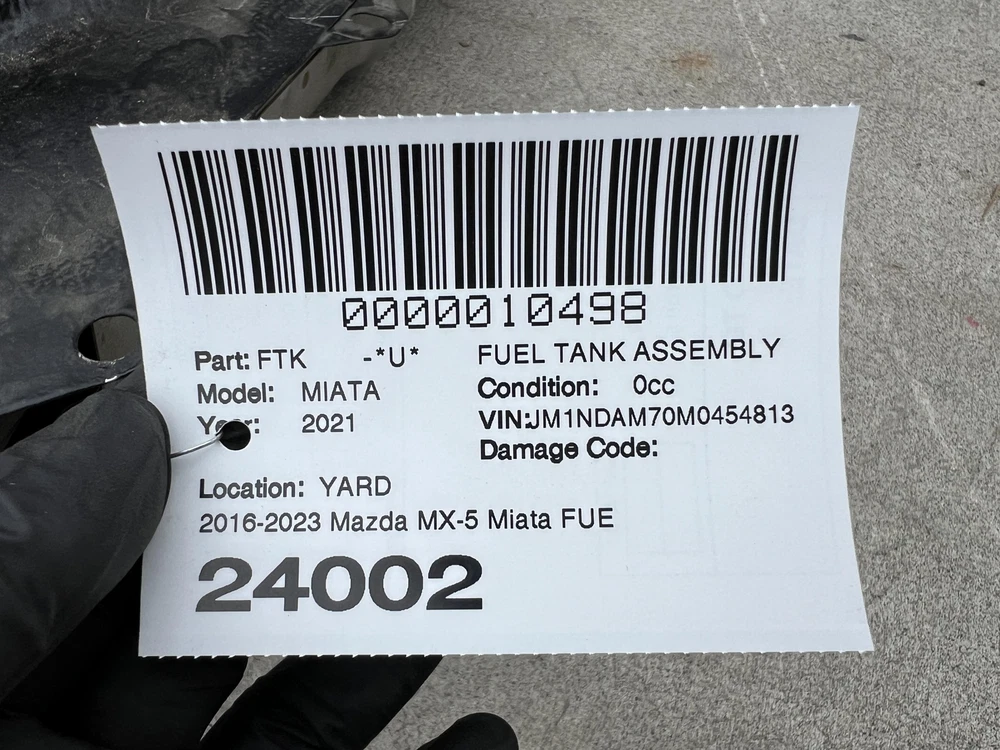 0000010498
Part: FTK -*U* FUEL TANK ASSEMBLY
Model: MIATA Condition: 0cc
Year: 2021 VIN:JM1NDAM70M0454813
Damage Code:
Location: YARD
2016-2023 Mazda MX-5 Miata FUE
24002